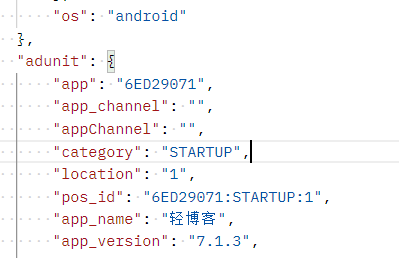 "os": "android"
},
"adunit": {
"app": "6ED29071",
"app_channel": "",
"appChannel": "",
"category": "STARTUP",
"location": "1",
"pos_id": "6ED29071:STARTUP:1",
"app_name": "轻博客",
"app_version": "7.1.3",